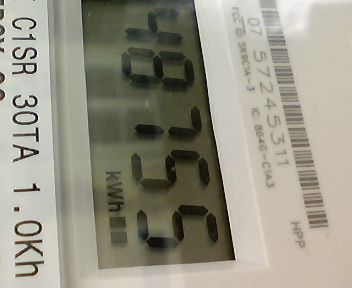 07 57245311
FCC ID: SK9C1A-3 IC: 864G-C1A3
HPP
48755
kWh
C1SR 30TA 1.0Kh